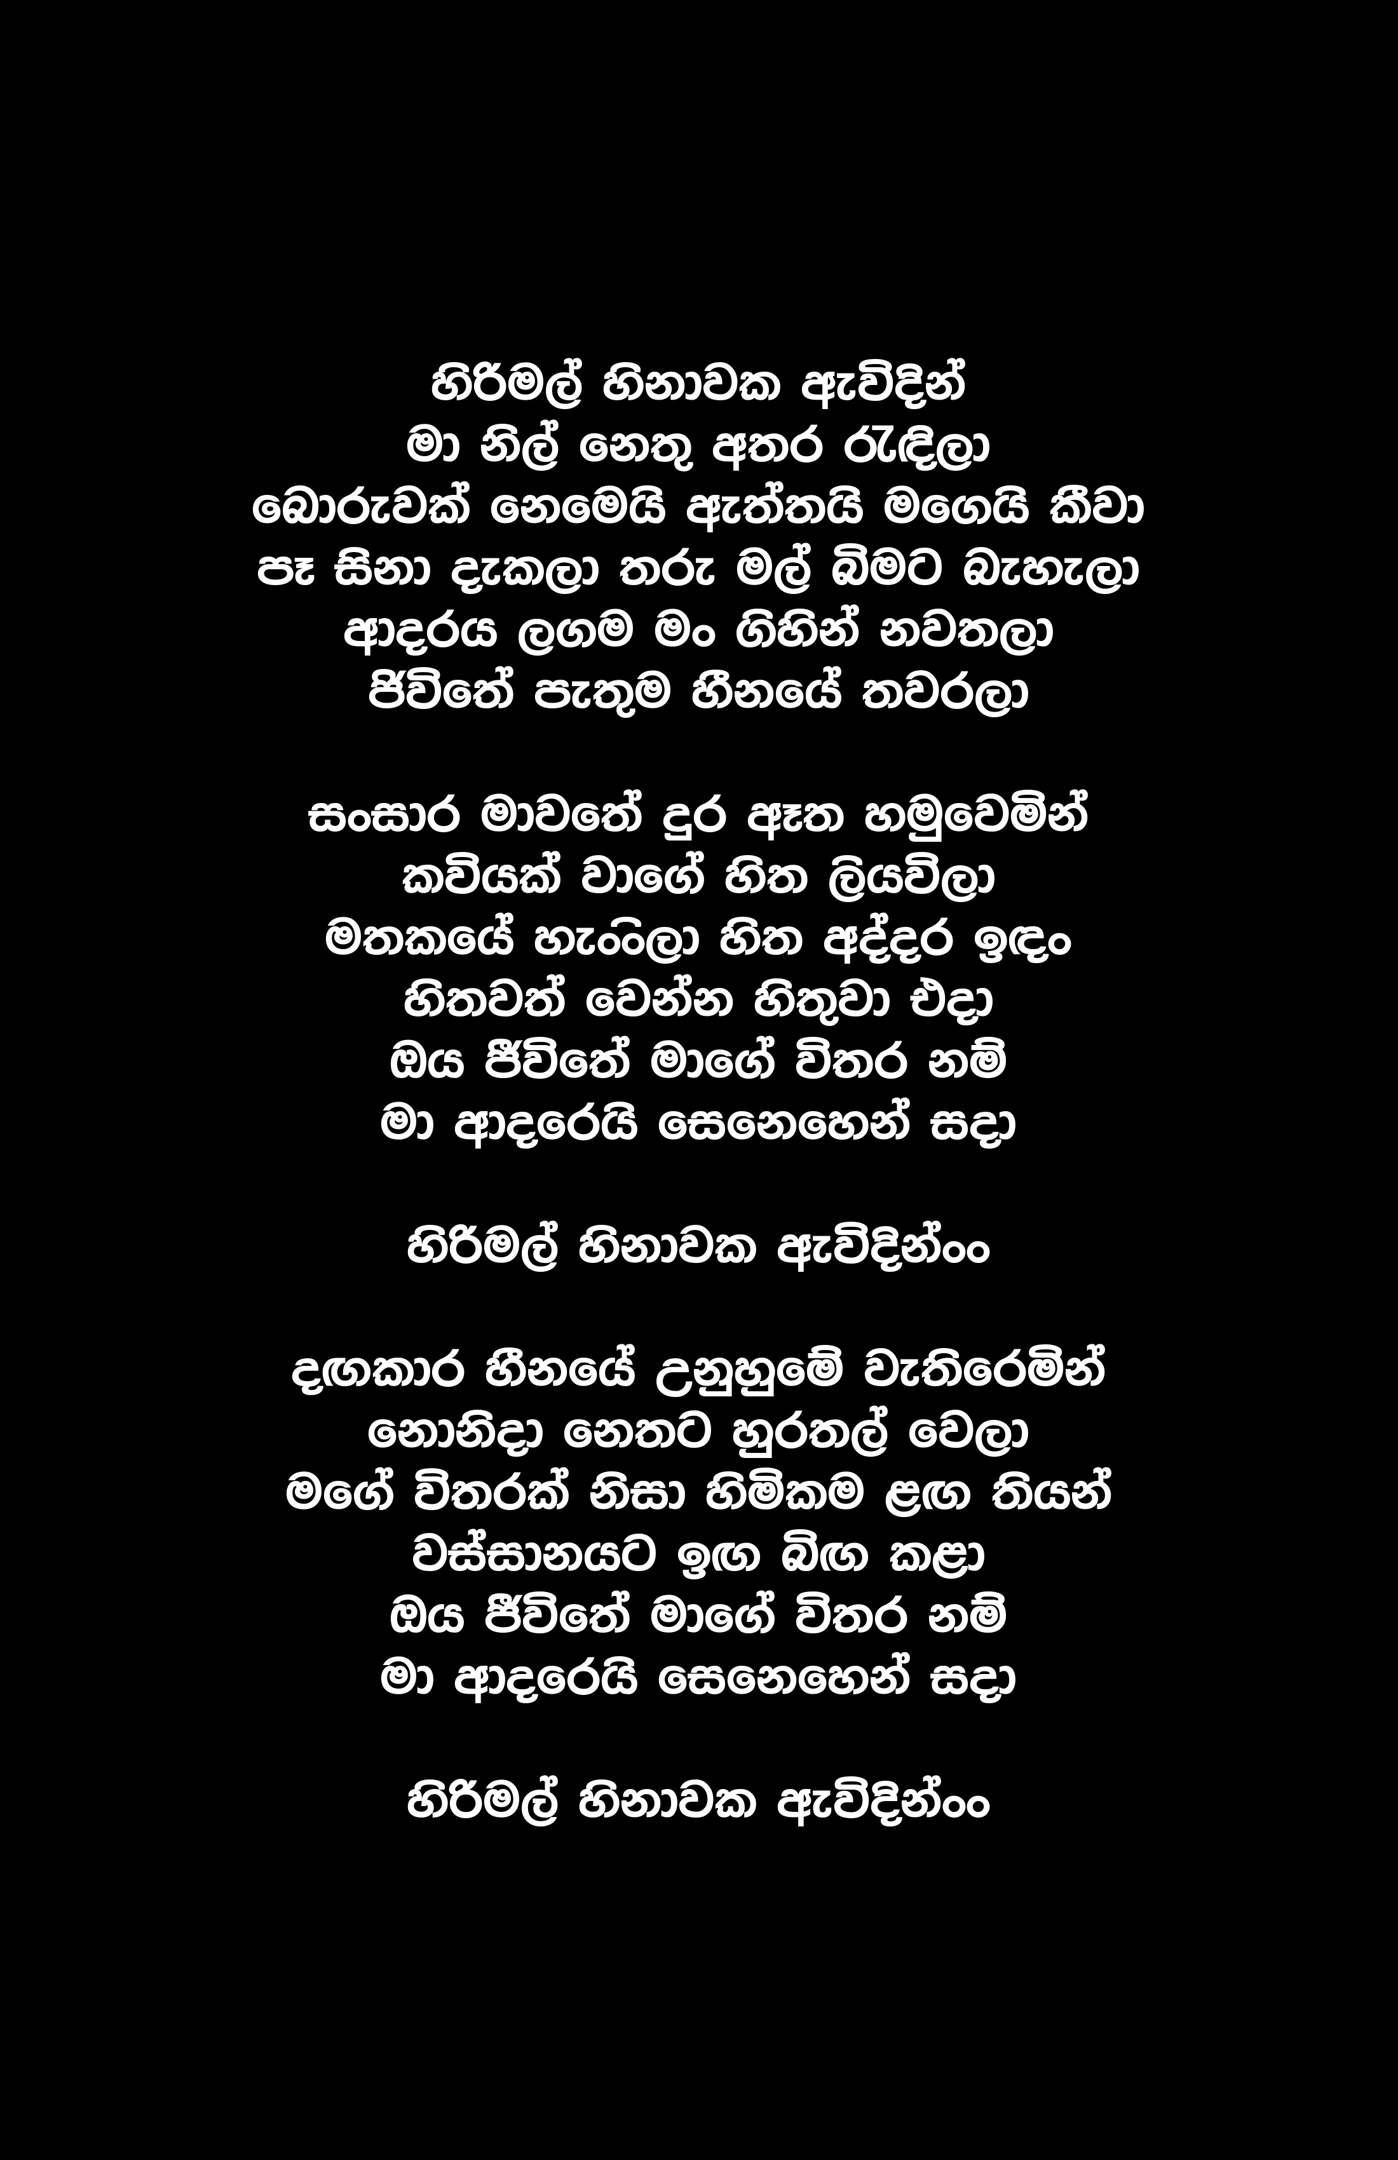 හිරිමල් හිනාවක ඇවිදින්
මා නිල් නෙතු අතර රැඳිලා
බොරුවක් නෙමෙයි ඇත්තයි මගෙයි කීවා
පෑ සිනා දැකලා තරු මල් බිමට බැහැලා
ආදරය ලගම මං ගිහින් නවතලා
ජිවිතේ පැතුම හීනයේ තවරලා

සංසාර මාවතේ දුර ඈත හමුවෙමින්
කවියක් වාගේ හිත ලියවිලා
මතකයේ හැංංිලා හිත අද්දර ඉඳං
හිතවත් වෙන්න හිතුවා එදා
ඔය ජීවිතේ මාගේ විතර නම්
මා ආදරෙයි සෙනෙහෙන් සදා

හිරිමල් හිනාවක ඇවිදින්ංං

දඟකාර හීනයේ උනුහුමේ වැතිරෙමින්
නොනිදා නෙතට හුරතල් වෙලා
මගේ විතරක් නිසා හිමිකම ළඟ තියන්
වස්සානයට ඉඟ බිඟ කළා
ඔය ජීවිතේ මාගේ විතර නම්
මා ආදරෙයි සෙනෙහෙන් සදා

හිරිමල් හිනාවක ඇවිදින්ංං